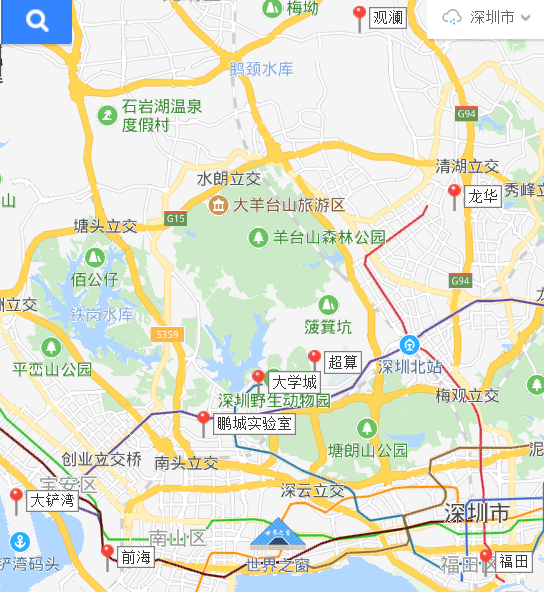 梅坳
观澜
深圳市
鹅颈水库
石岩湖温泉
度假村
G94
清湖立交
水朗立交
龙华
秀峰立
大羊台山旅游区
G15
塘头立交
羊台山森林公园
佰公仔
G94
铁岗水库
菠箕坑
S359
超算
深圳北站
平峦山公园
大学城
深圳野生动物园
梅观立交
鹏城实验室
塘朗山公园
创业立交桥
南头立交
宝安区
深云立交
大铲湾
深圳市
世界之窗
南山区
前海
世界之窗
福田区
福田
铲湾码头